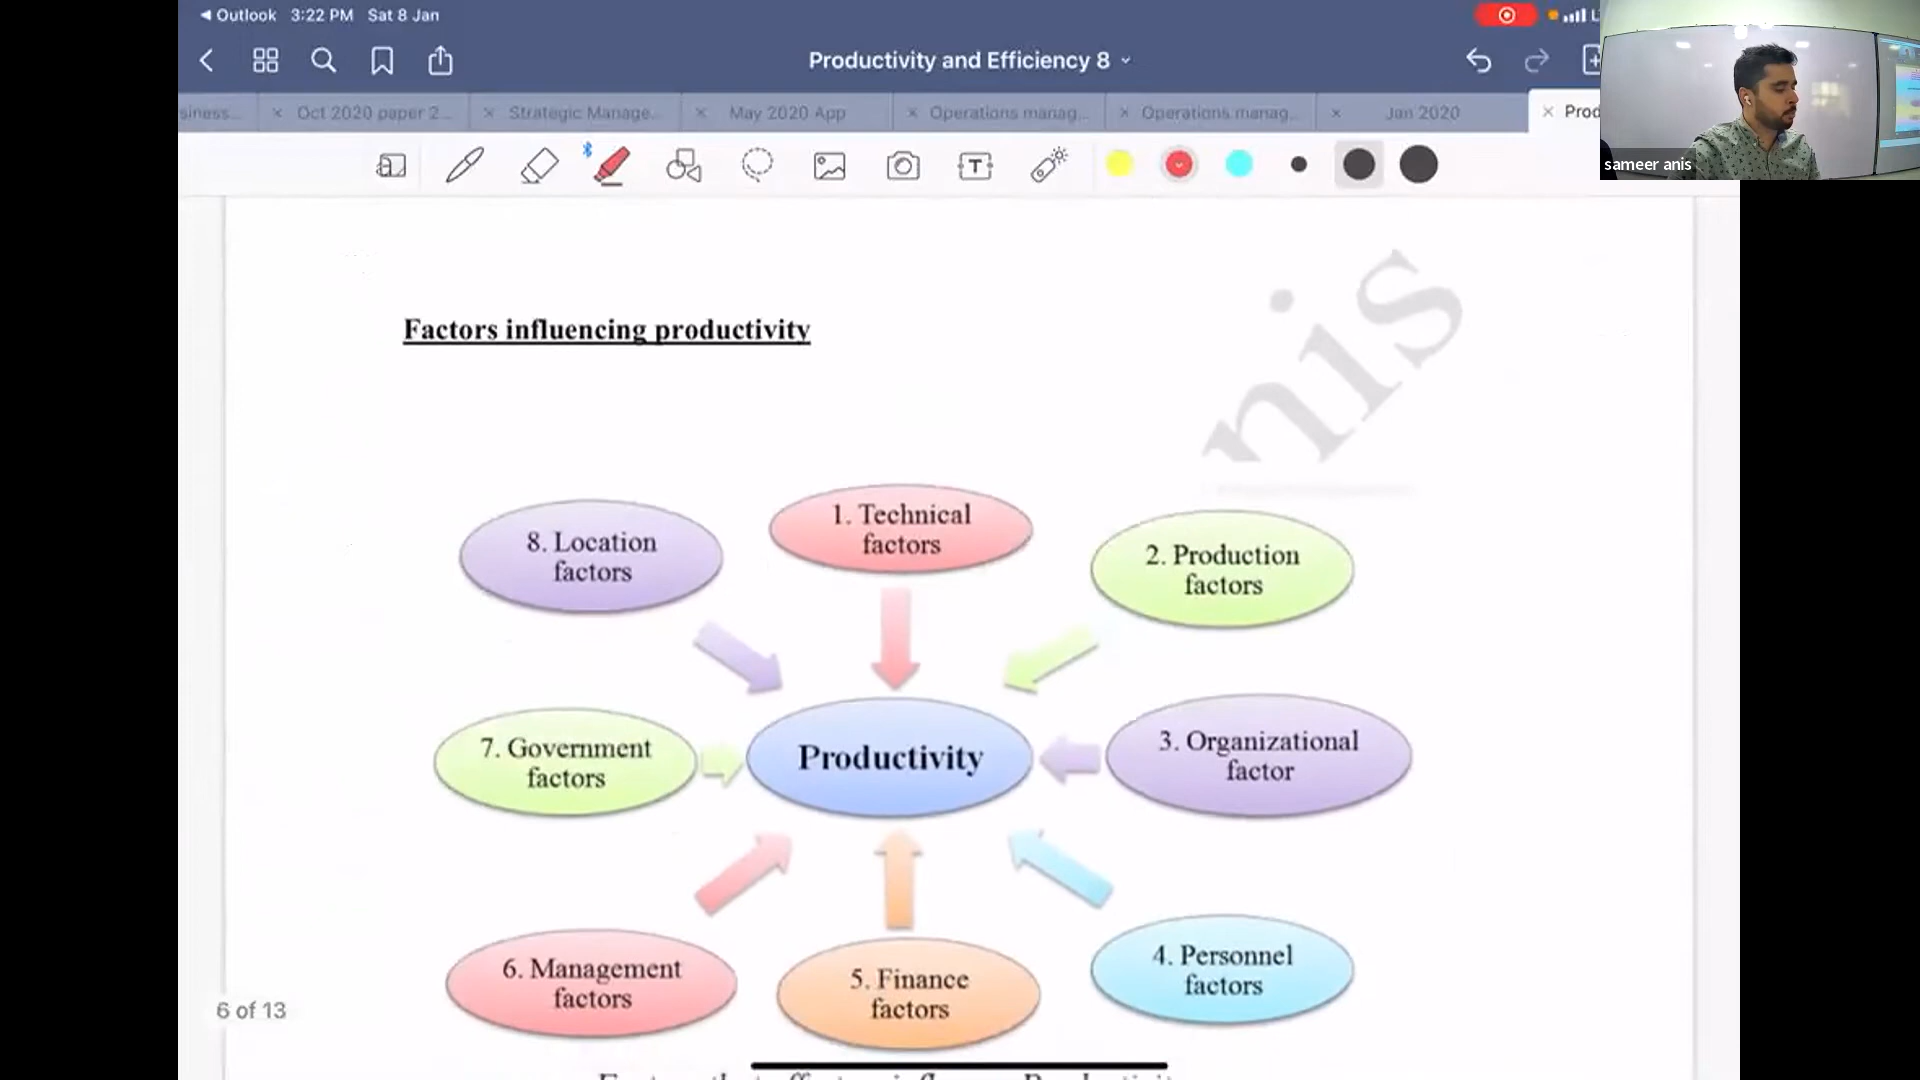 Outlook 3:22 PM Sat 8 Jan
Productivity and Efficiency 8
siness... Oct 2020 paper 2... Strategic Manage... May 2020 App Operations manag... Operations manag... Jan 2020 Prod
sameer anis
nis
Factors influencing productivity
1. Technical
factors
2. Production
factors
3. Organizational
factor
4. Personnel
factors
5. Finance
factors
6. Management
factors
7. Government
factors
8. Location
factors
Productivity
6 of 13